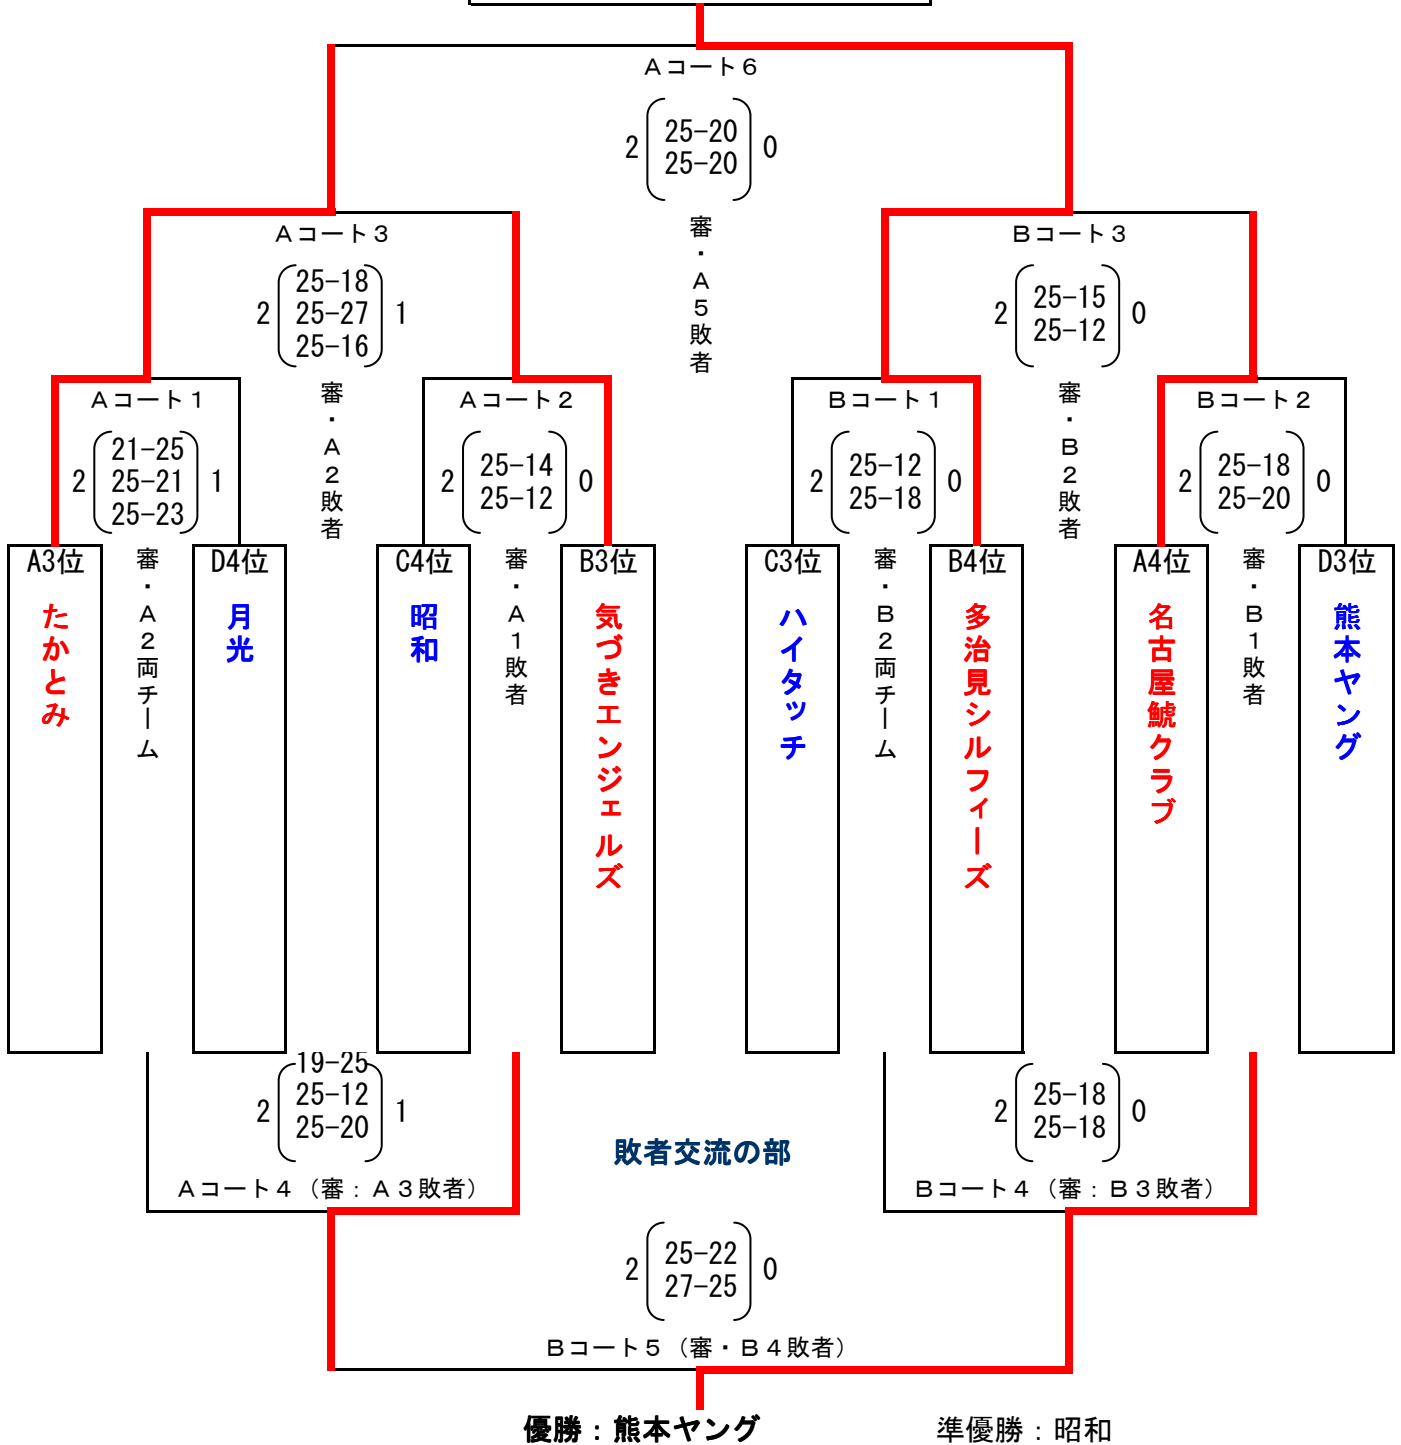 Ａコート６
2 25-20 0
25-20
審・Ａ５敗者
Ａコート３
2 25-18 1
25-27
25-16
審・Ａ２敗者
Ｂコート３
2 25-15 0
25-12
審・Ｂ２敗者
Ａコート１
2 21-25 1
25-21
25-23
審・Ａ２両チーム
Ａコート２
2 25-14 0
25-12
審・Ａ１敗者
Ｂコート１
2 25-12 0
25-18
審・Ｂ２両チーム
Ｂコート２
2 25-18 0
25-20
審・Ｂ１敗者
A3位
たかとみ
D4位
月光
C4位
昭和
B3位
気づきエンジェルズ
C3位
ハイタッチ
B4位
多治見シルフィーズ
A4位
名古屋鯱クラブ
D3位
熊本ヤング
2 19-25 1
25-12
25-20
Ａコート４（審：Ａ３敗者）
2 25-18 0
25-18
Ｂコート４（審：Ｂ３敗者）
敗者交流の部
2 25-22 0
27-25
Ｂコート５（審・Ｂ４敗者）
優勝：熊本ヤング
準優勝：昭和